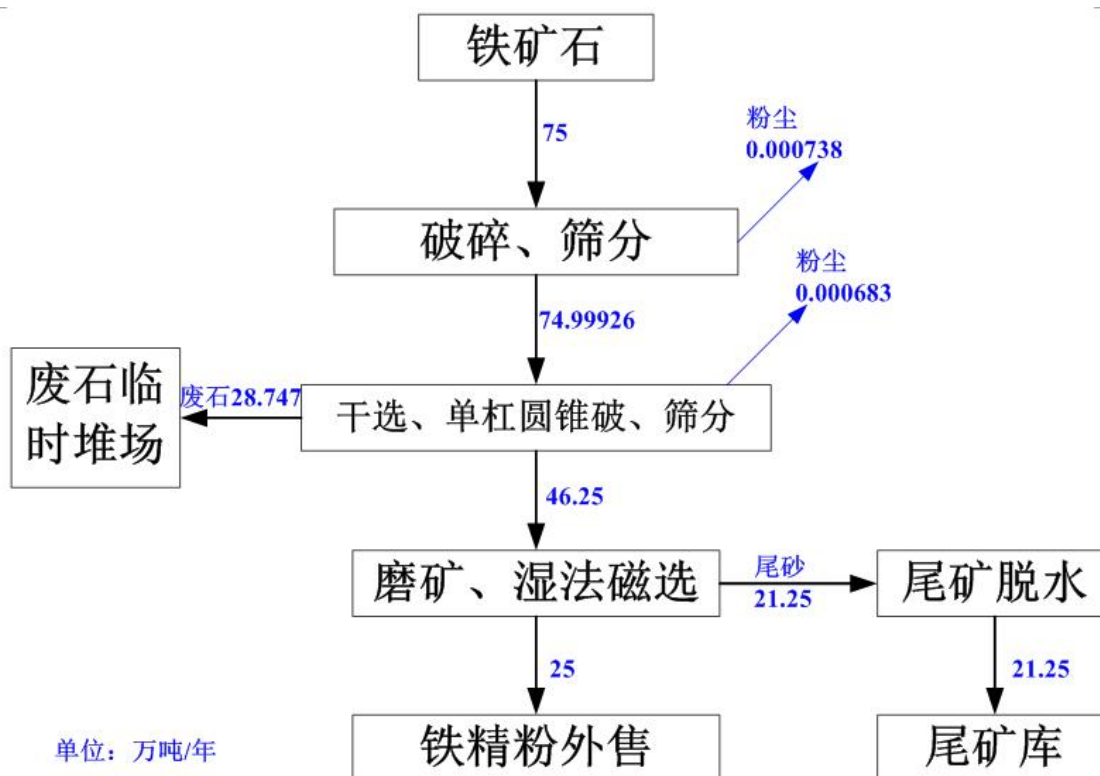 铁矿石
75
粉尘
0.000738
破碎、筛分
粉尘
0.000683
74.99926
废石临
时堆场
废石28.747
干选、单杠圆锥破、筛分
46.25
磨矿、湿法磁选
尾砂
21.25
尾矿脱水
25
21.25
铁精粉外售
尾矿库
单位：万吨/年